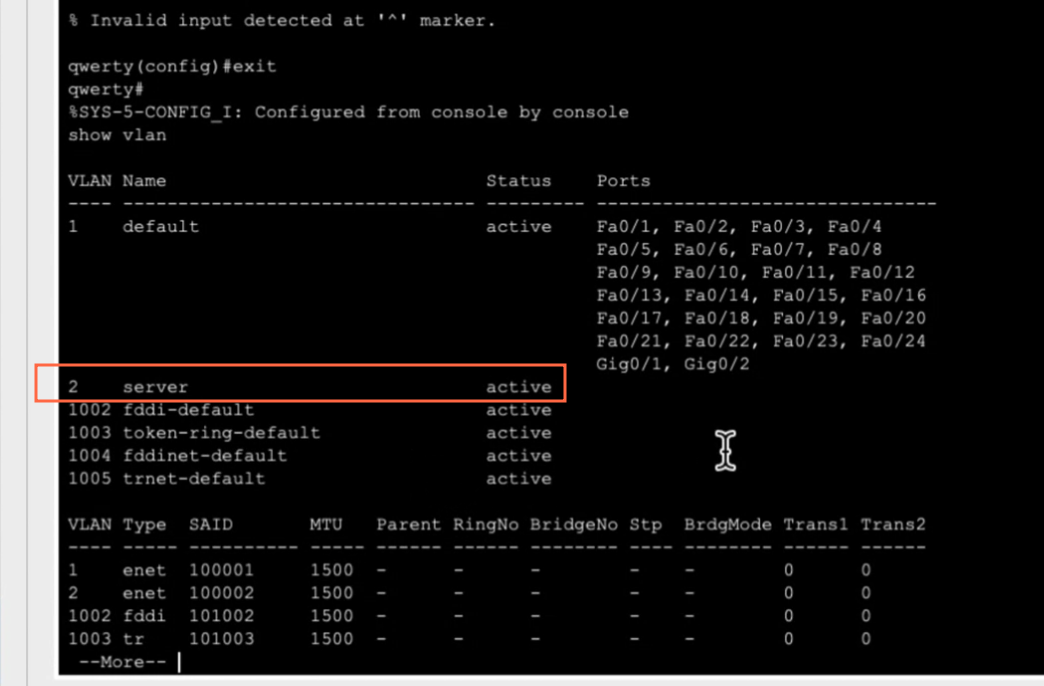 % Invalid input detected at '^' marker.
qwerty(config)#exit
qwerty#
%SYS-5-CONFIG_I: Configured from console by console
show vlan
VLAN Name                             Status    Ports
---- -------------------------------- --------- -------------------------------
1    default                          active    Fa0/1, Fa0/2, Fa0/3, Fa0/4
                                                Fa0/5, Fa0/6, Fa0/7, Fa0/8
                                                Fa0/9, Fa0/10, Fa0/11, Fa0/12
                                                Fa0/13, Fa0/14, Fa0/15, Fa0/16
                                                Fa0/17, Fa0/18, Fa0/19, Fa0/20
                                                Fa0/21, Fa0/22, Fa0/23, Fa0/24
                                                Gig0/1, Gig0/2
2    server                           active
1002 fddi-default                     active
1003 token-ring-default               active
1004 fddinet-default                  active
1005 trnet-default                    active
VLAN Type  SAID       MTU   Parent RingNo BridgeNo Stp  BrdgMode Trans1 Trans2
---- ----- ---------- ----- ------ ------ -------- ---- -------- ------ ------
1    enet  100001     1500  -      -      -        -    -        0      0
2    enet  100002     1500  -      -      -        -    -        0      0
1002 fddi  101002     1500  -      -      -        -    -        0      0
1003 tr    101003     1500  -      -      -        -    -        0      0
 --More--